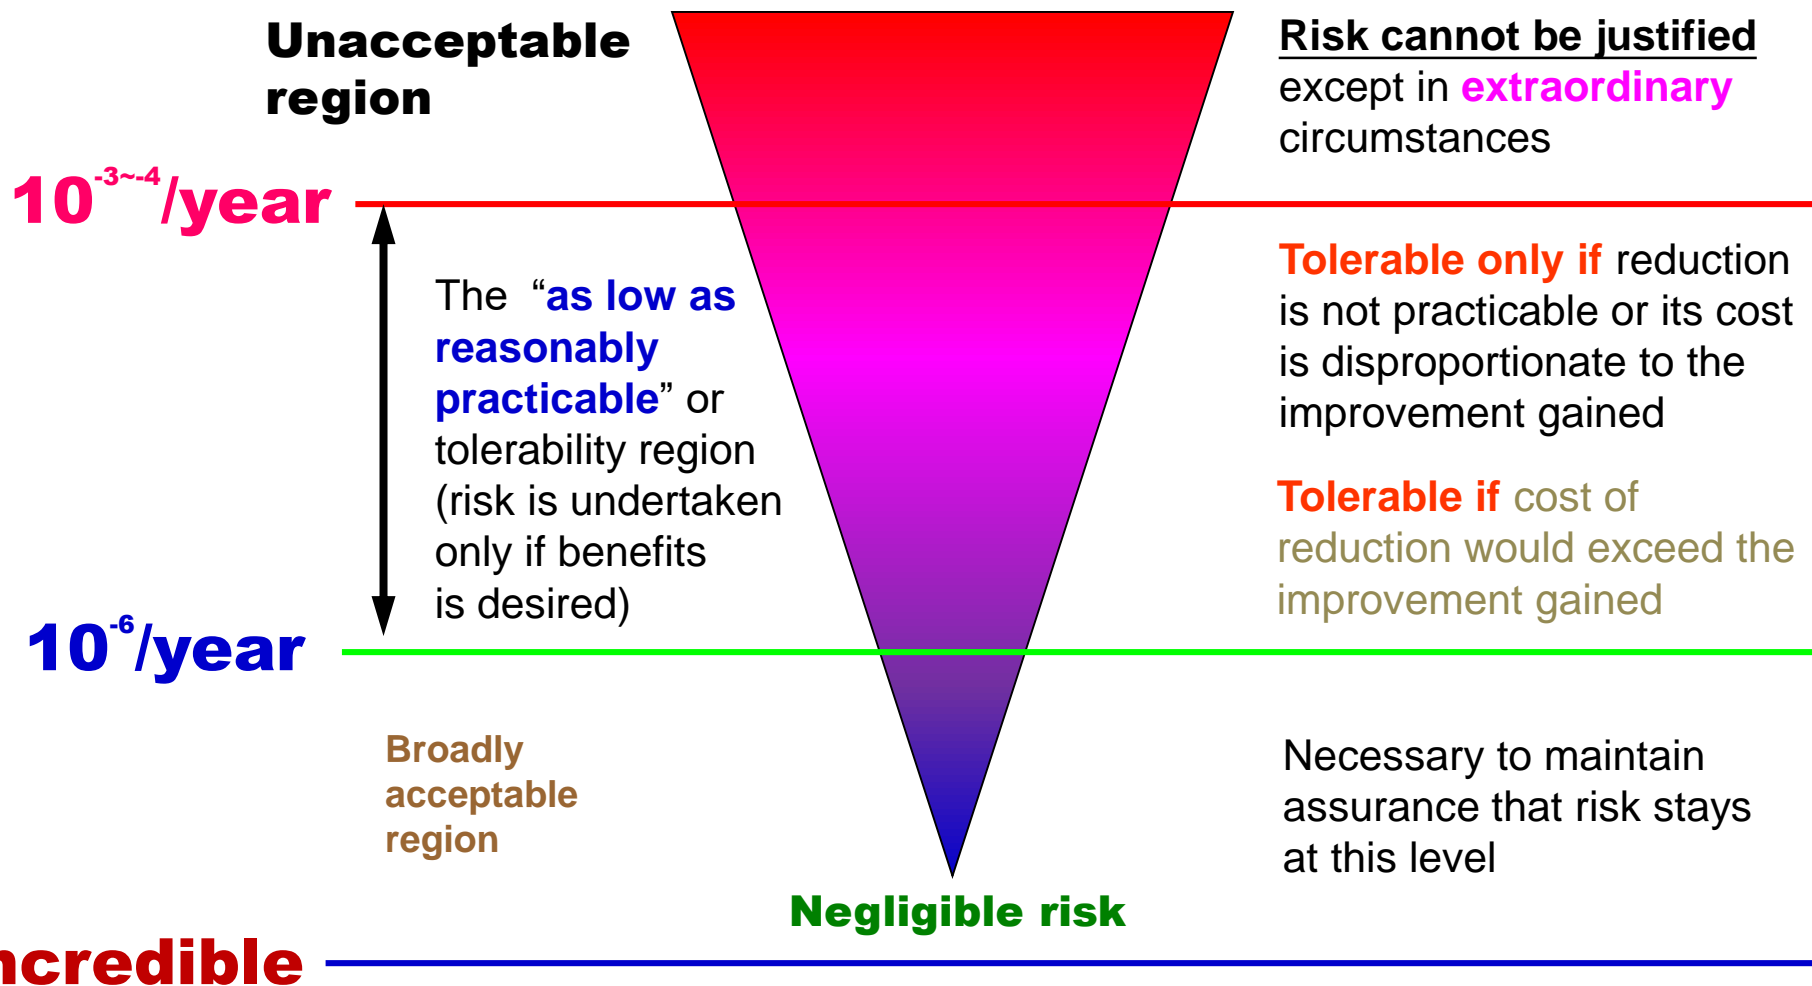 Unacceptable
region
Risk cannot be justified
except in extraordinary
circumstances
10-3~-4/year
The “as low as
reasonably
practicable” or
tolerability region
(risk is undertaken
only if benefits
is desired)
Tolerable only if reduction
is not practicable or its cost
is disproportionate to the
improvement gained
Tolerable if cost of
reduction would exceed the
improvement gained
10-6/year
Broadly
acceptable
region
Necessary to maintain
assurance that risk stays
at this level
Negligible risk
ncredible